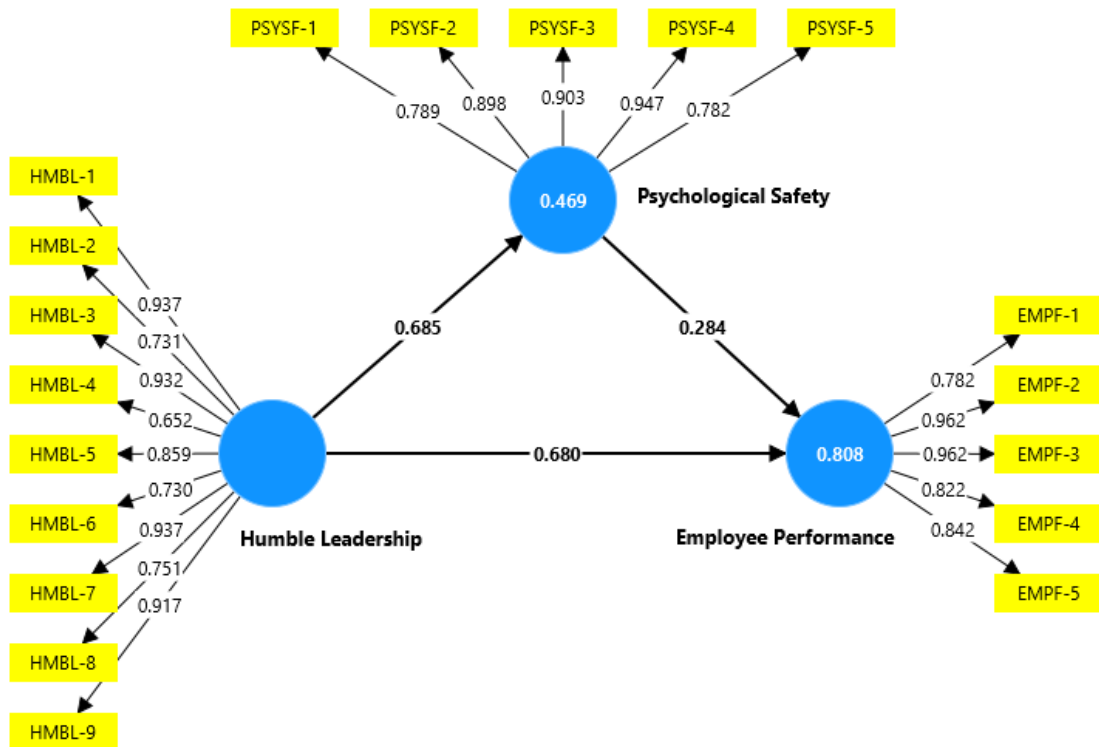 PSYSF-1 PSYSF-2 PSYSF-3 PSYSF-4 PSYSF-5
0.789 0.898 0.903 0.947 0.782
0.469
Psychological Safety
HMBL-1
HMBL-2
HMBL-3
HMBL-4
HMBL-5
HMBL-6
HMBL-7
HMBL-8
HMBL-9
0.937
0.731
0.932
0.652
0.859
0.730
0.937
0.751
0.917
Humble Leadership
0.685
0.284
0.680
0.808
Employee Performance
0.782
0.962
0.962
0.822
0.842
EMPF-1
EMPF-2
EMPF-3
EMPF-4
EMPF-5